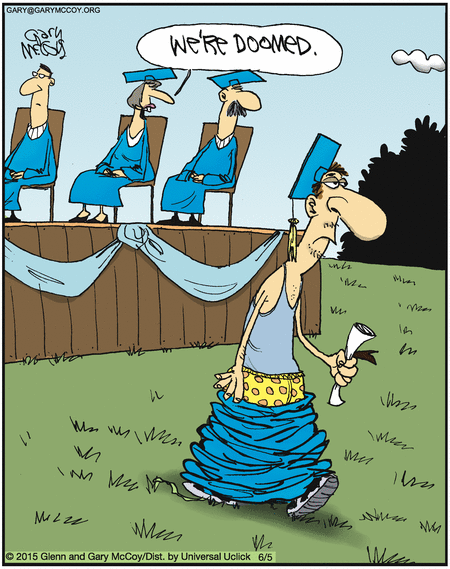 GARY@GARYMCCOY.ORG
Gary
McCoy
WE'RE DOOMED.
© 2015 Glenn and Gary McCoy/Dist. by Universal Uclick 6/5